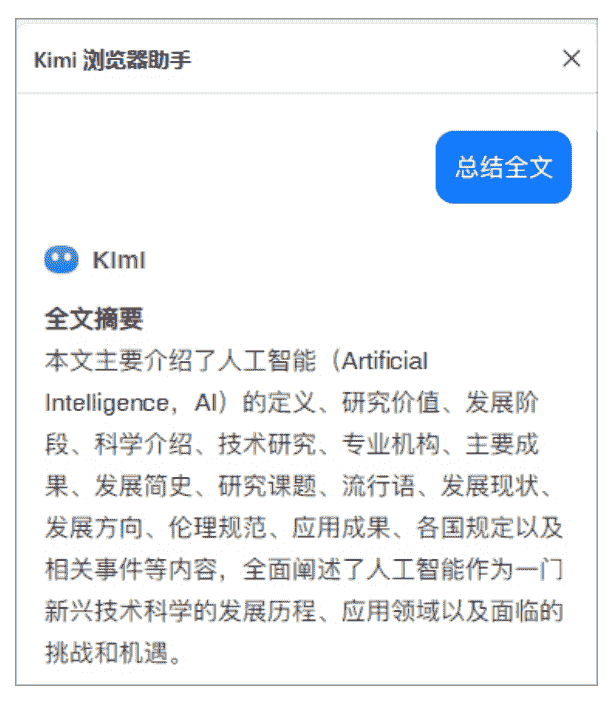 Kimi 浏览器助手
总结全文
KImI
全文摘要
本文主要介绍了人工智能（Artificial
Intelligence，AI）的定义、研究价值、发展阶
段、科学介绍、技术研究、专业机构、主要成
果、发展简史、研究课题、流行语、发展现状、
发展方向、伦理规范、应用成果、各国规定以及
相关事件等内容，全面阐述了人工智能作为一门
新兴技术科学的发展历程、应用领域以及面临的
挑战和机遇。